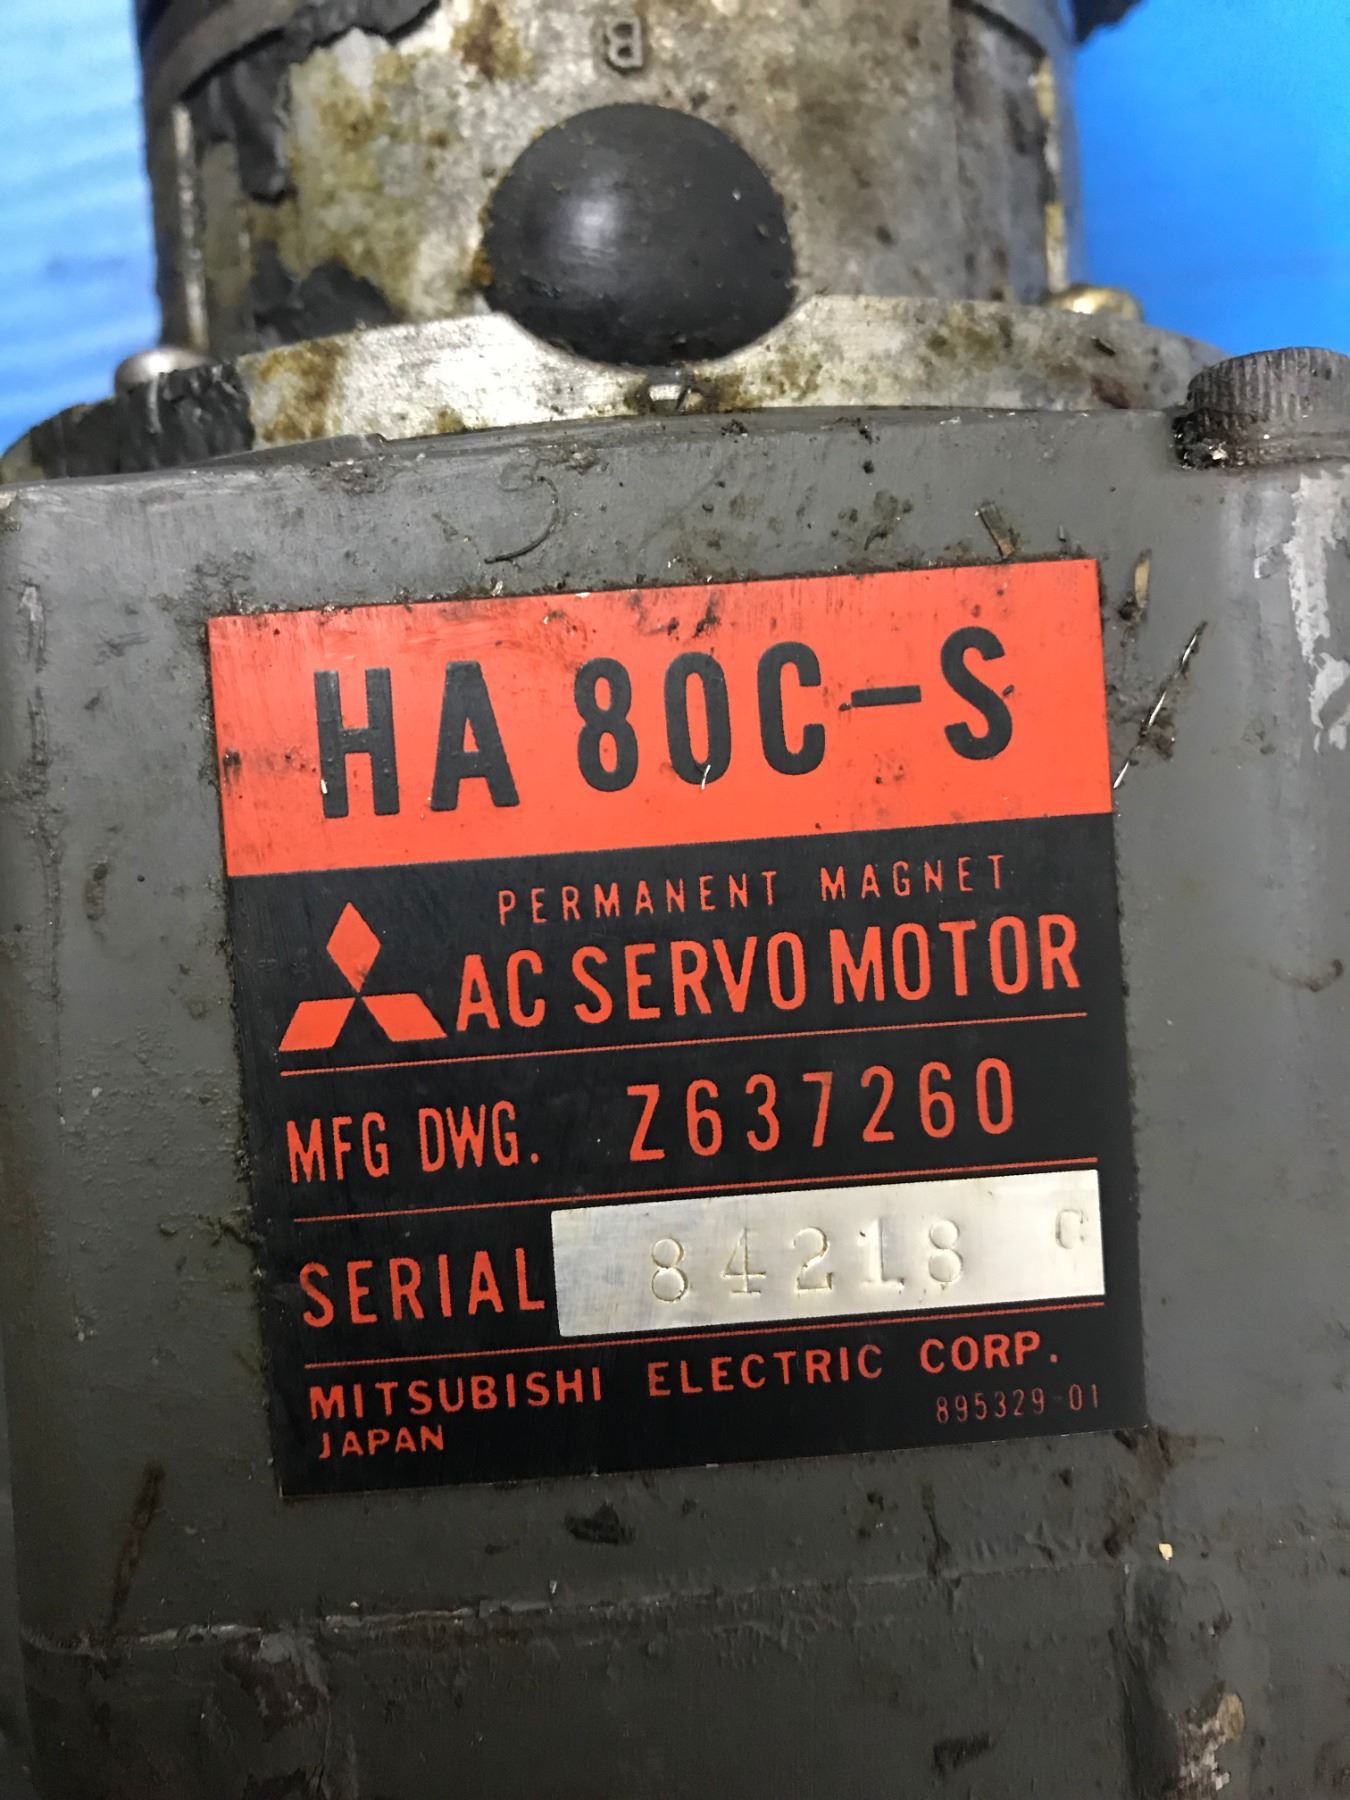 B
HA 80C-S
PERMANENT MAGNET
AC SERVO MOTOR
MFG DWG. Z637260
SERIAL 84218 C
MITSUBISHI ELECTRIC CORP.
JAPAN 895329-01